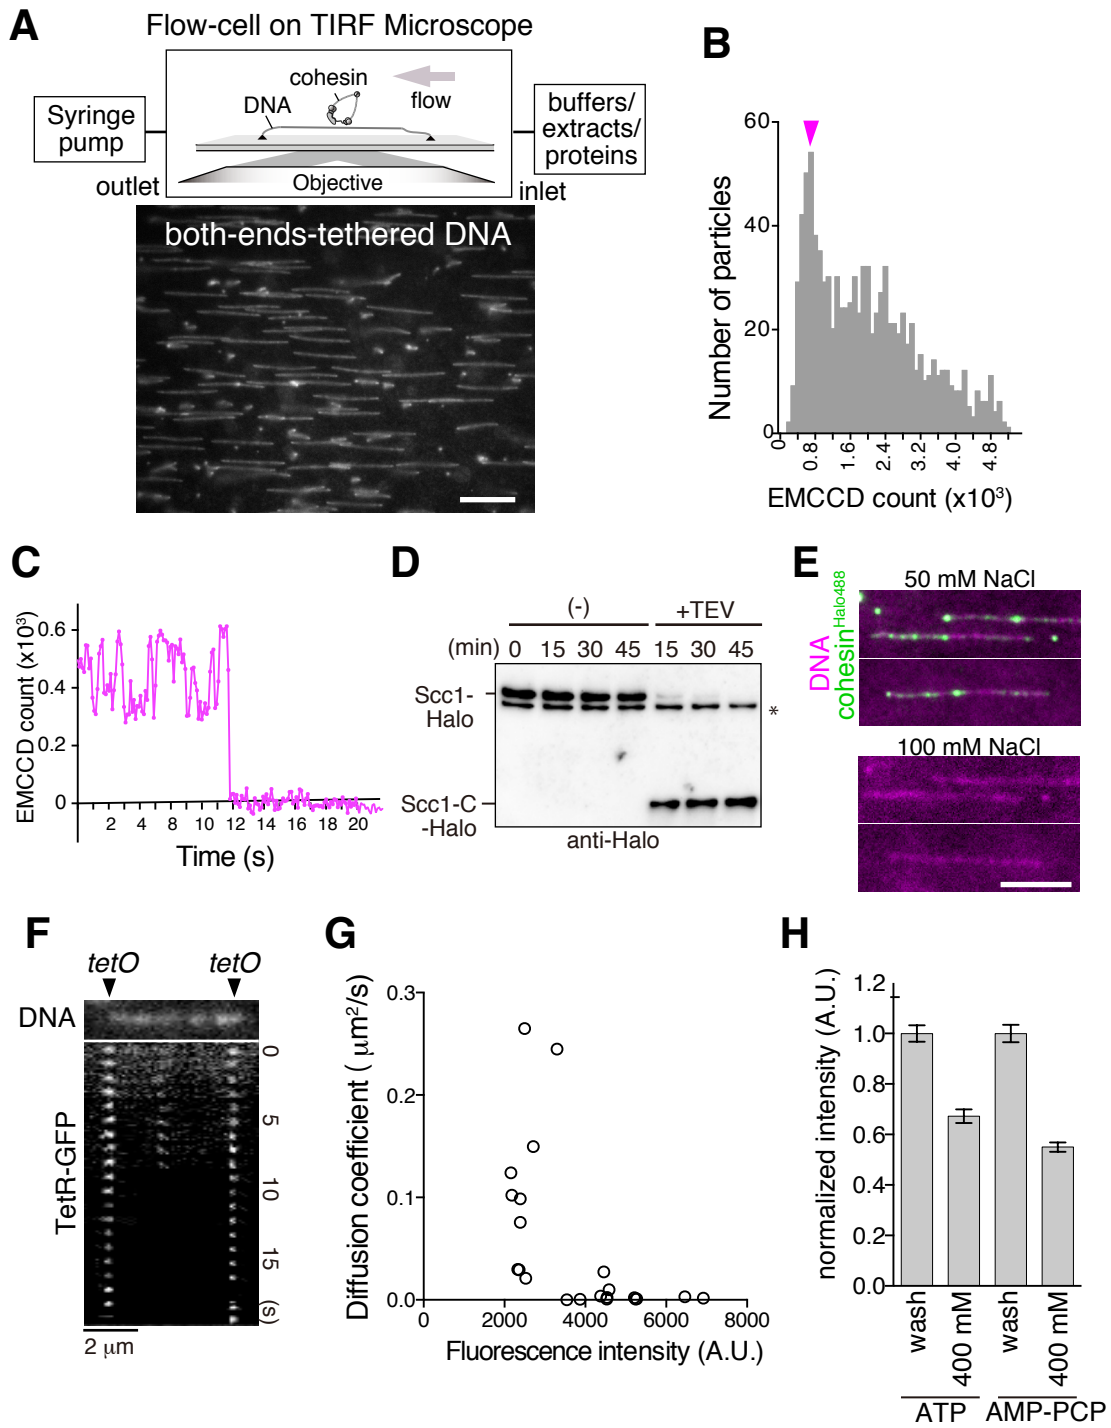 A
Flow-cell on TIRF Microscope
cohesin
DNA
flow
Syringe
pump
buffers/
extracts/
proteins
outlet
Objective
inlet
both-ends-tethered DNA
B
60
40
20
0
Number of particles
0 0.8 1.6 2.4 3.2 4.0 4.8
EMCCD count (x10³)
C
0.6
0.4
0.2
0
EMCCD count (x10³)
2 4 6 8 10 12 14 16 18 20
Time (s)
D
(-) +TEV
(min) 0 15 30 45 15 30 45
Scc1-
Halo
*
Scc1-C
-Halo
anti-Halo
E
50 mM NaCl
DNA
cohesinHalo488
100 mM NaCl
F
tetO tetO
DNA
TetR-GFP
0
5
10
15
(s)
2 μm
G
0.3
0.2
0.1
0.0
Diffusion coefficient ( μm²/s)
0 2000 4000 6000 8000
Fluorescence intensity (A.U.)
H
1.2
1.0
0.8
0.6
0.4
0.2
0.0
normalized intensity (A.U.)
wash 400 mM wash 400 mM
ATP AMP-PCP